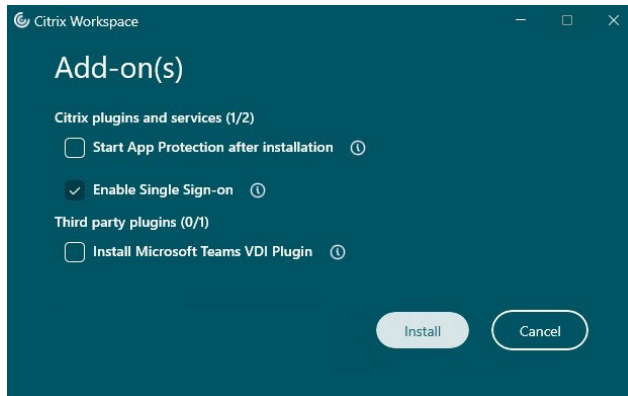 Citrix Workspace
Add-on(s)
Citrix plugins and services (1/2)
Start App Protection after installation
Enable Single Sign-on
Third party plugins (0/1)
Install Microsoft Teams VDI Plugin
Install Cancel